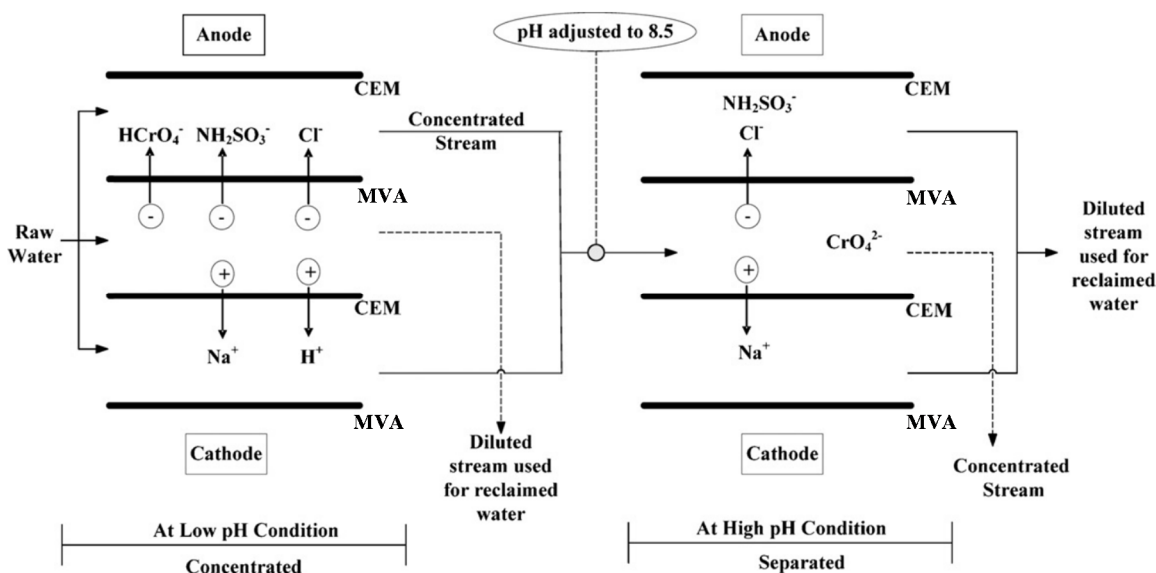 Anode
pH adjusted to 8.5
Anode
CEM
CEM
HCrO₄⁻ NH₂SO₃⁻ Cl⁻
Concentrated
Stream
NH₂SO₃⁻
Cl⁻
MVA
MVA
Raw
Water
-
-
-
-
CrO₄²⁻
Diluted
stream
used for
reclaimed
water
+
+
+
CEM
CEM
Na⁺
H⁺
Na⁺
MVA
MVA
Cathode
Cathode
Diluted
stream used
for reclaimed
water
Concentrated
Stream
At Low pH Condition
Concentrated
At High pH Condition
Separated